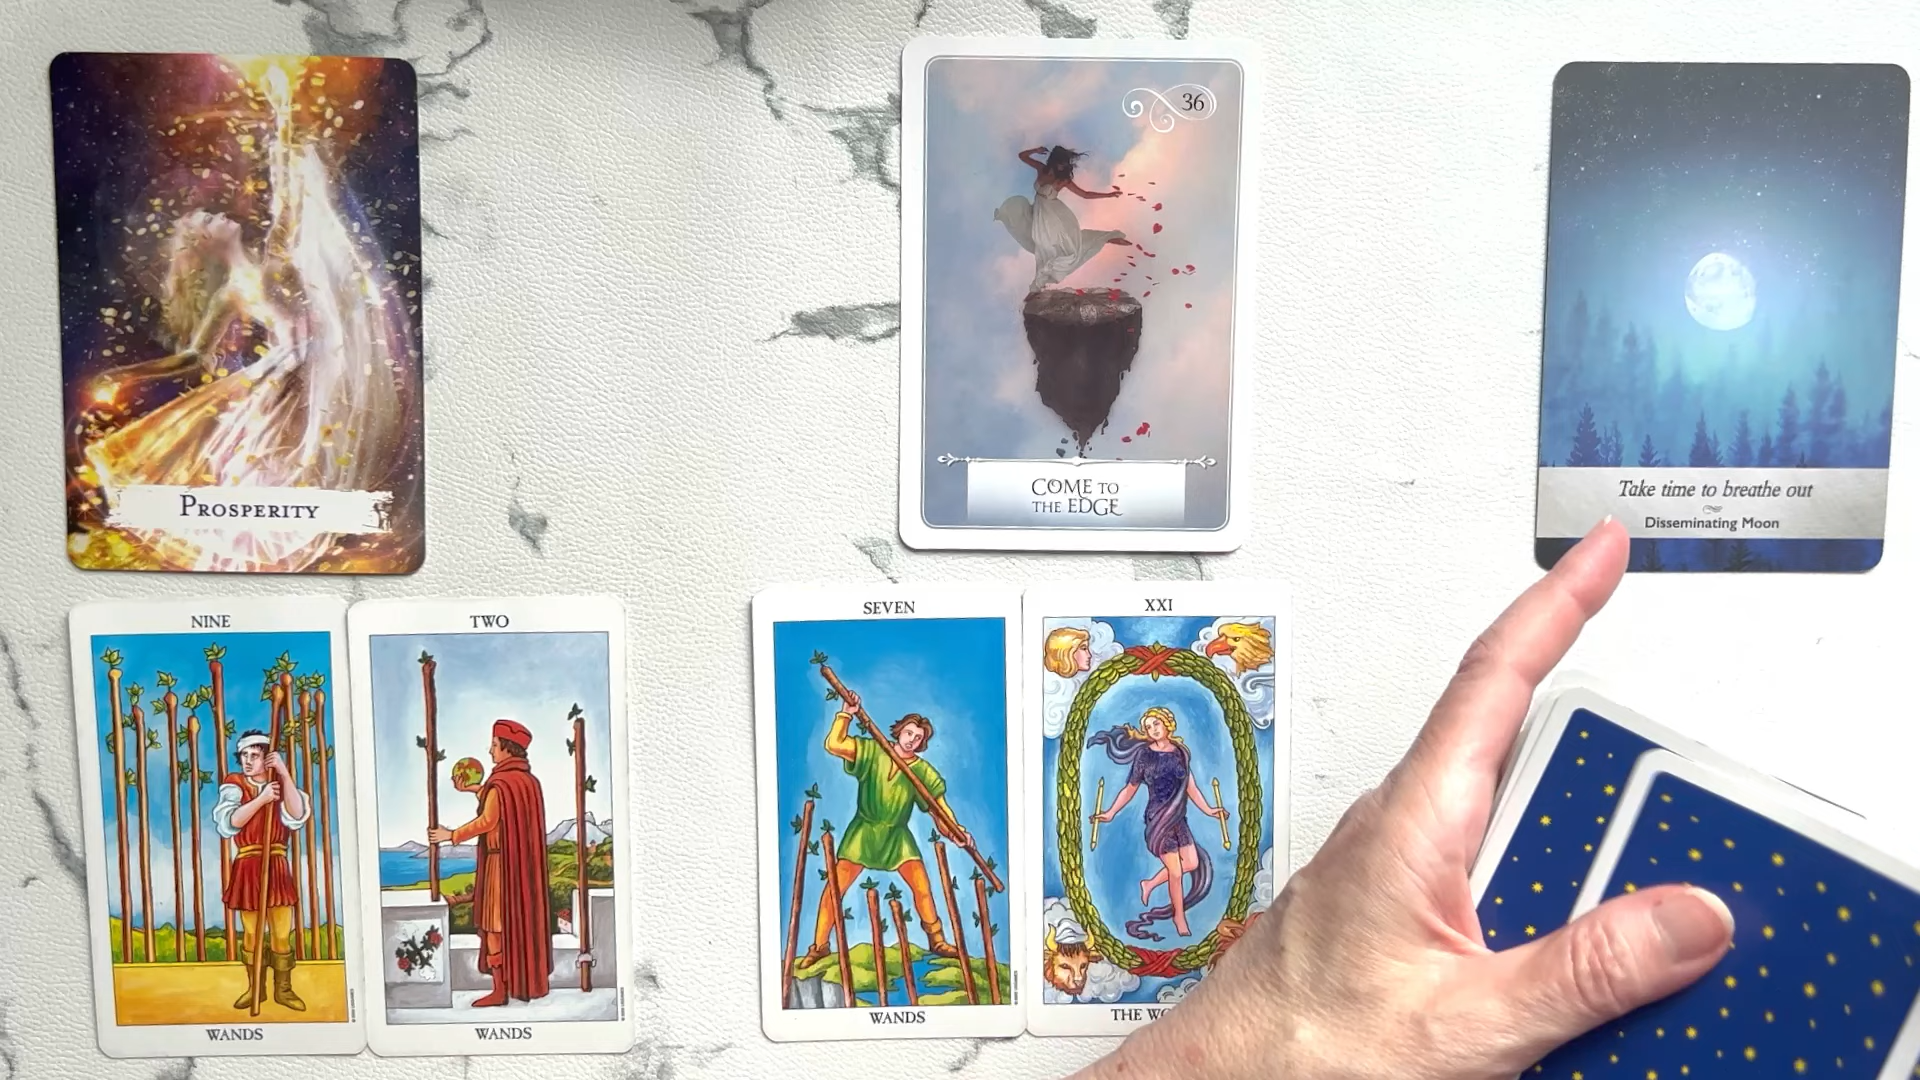 PROSPERITY
36
COME TO
THE EDGE
Take time to breathe out
Disseminating Moon
NINE
WANDS
TWO
WANDS
SEVEN
WANDS
XXI
THE